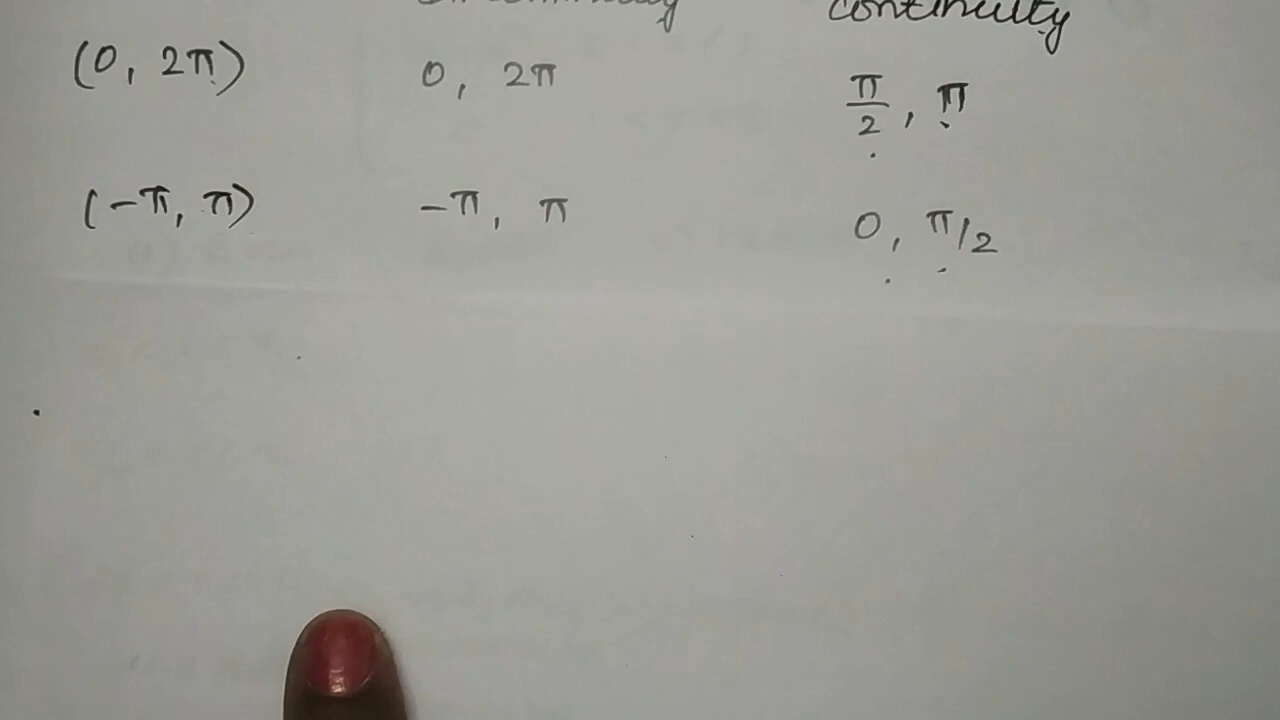 continuity
(0, 2π) 0, 2π π/2, π
(-π, π) -π, π 0, π/2